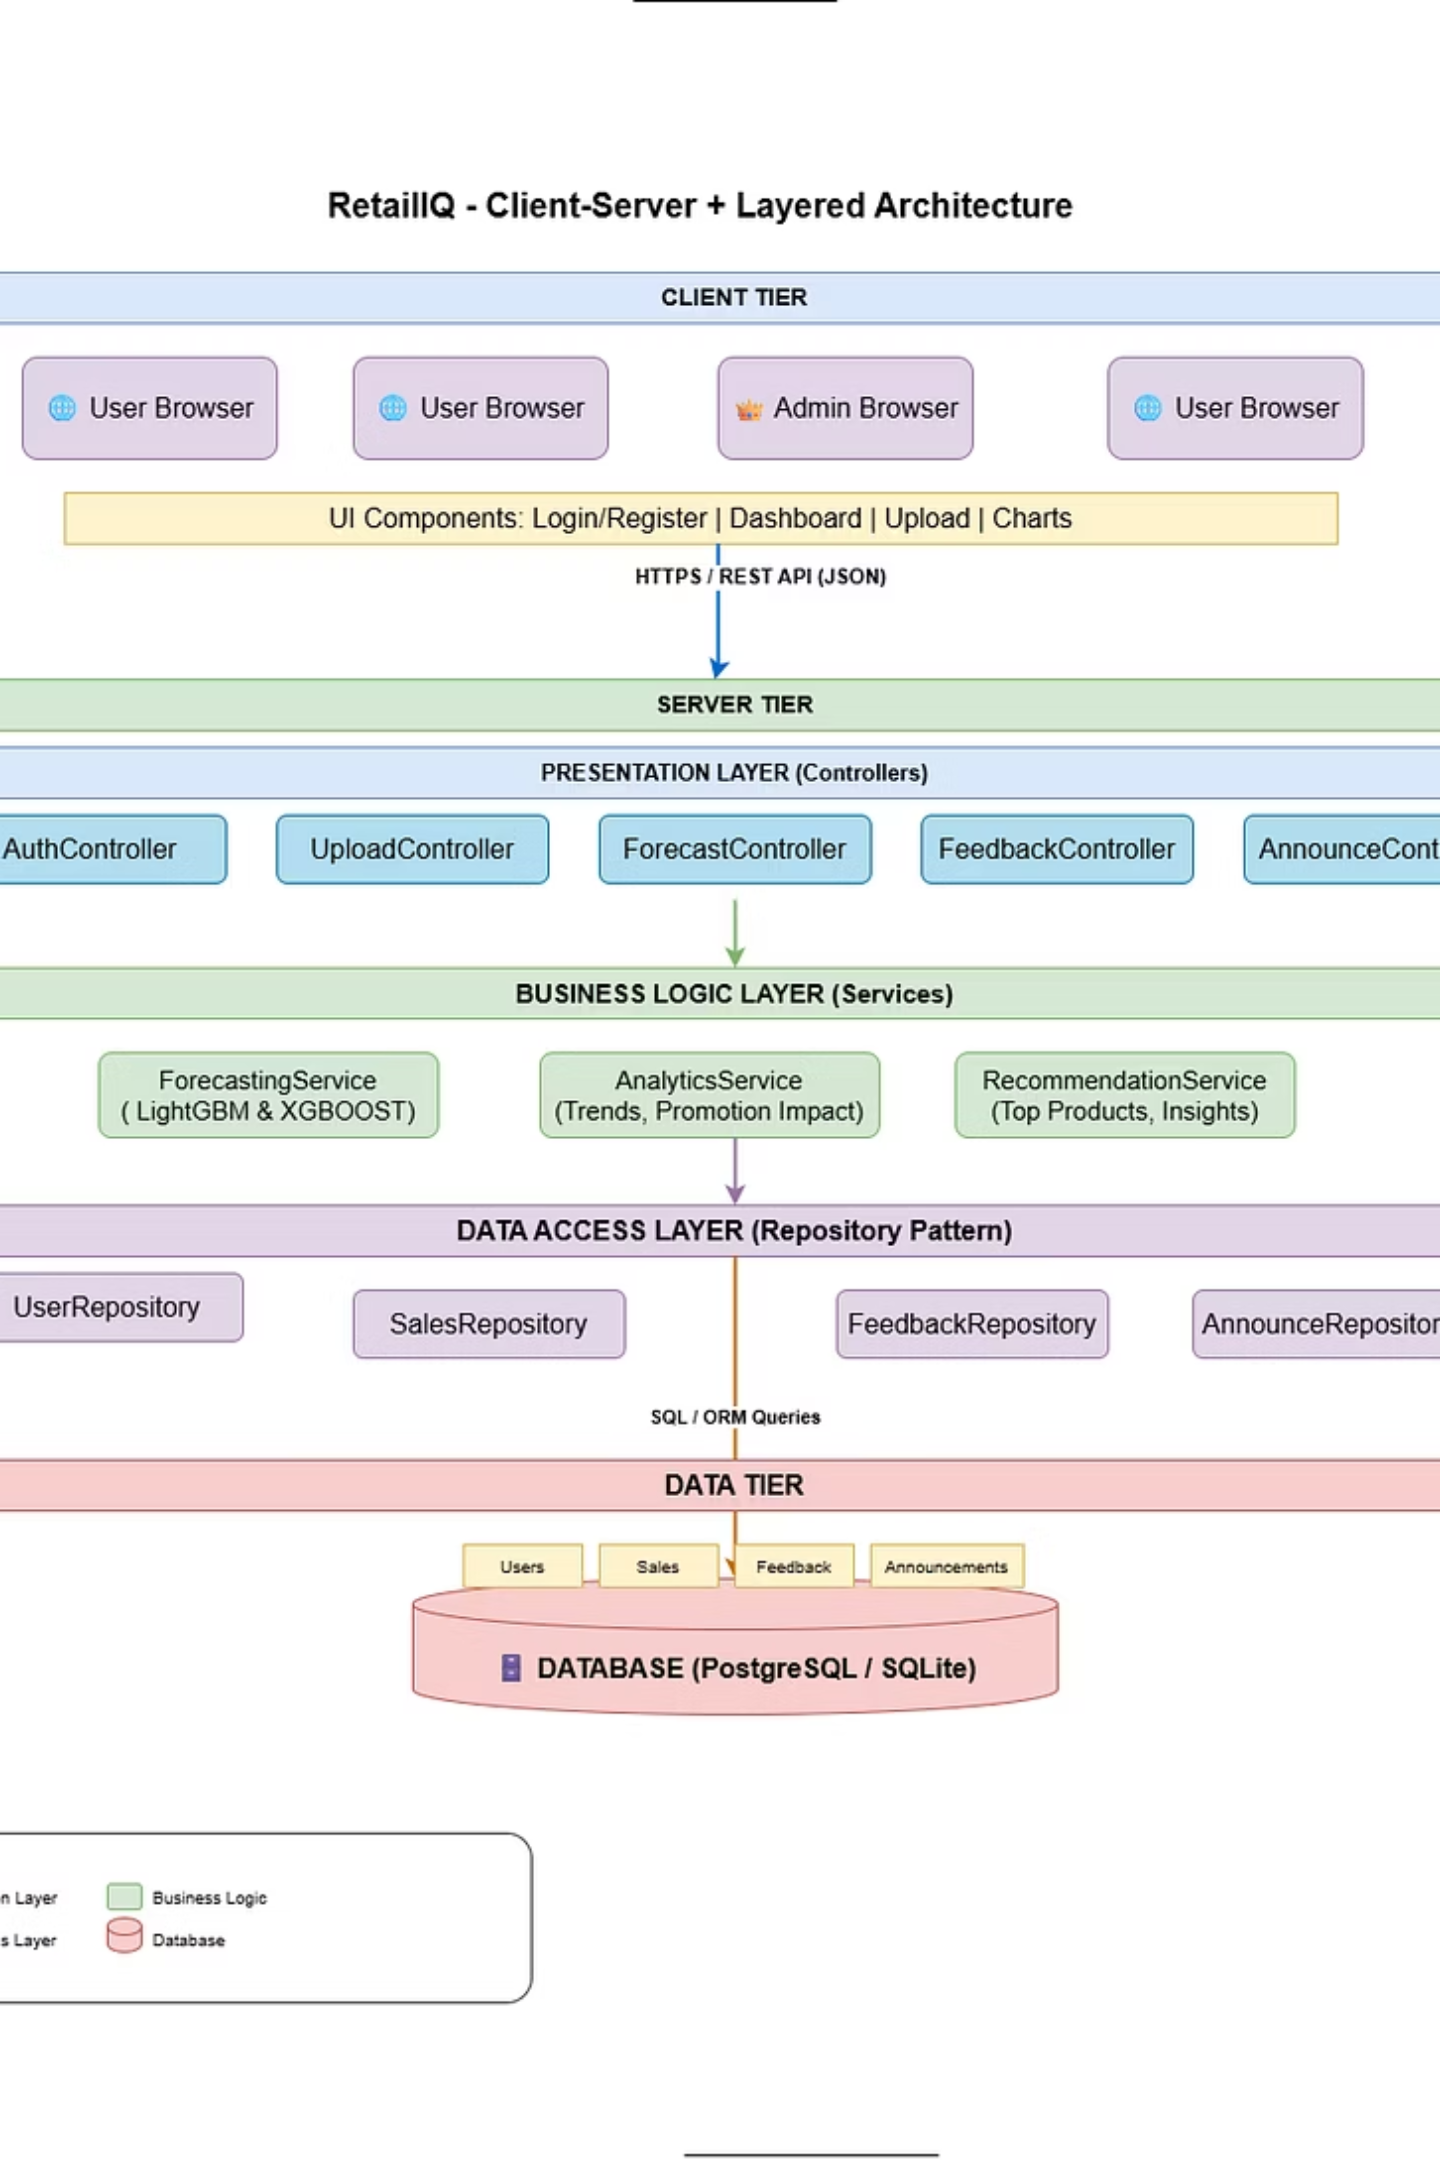 RetailIQ - Client-Server + Layered Architecture
CLIENT TIER
User Browser
User Browser
Admin Browser
User Browser
UI Components: Login/Register | Dashboard | Upload | Charts
HTTPS / REST API (JSON)
SERVER TIER
PRESENTATION LAYER (Controllers)
AuthController
UploadController
ForecastController
FeedbackController
AnnounceCont
BUSINESS LOGIC LAYER (Services)
ForecastingService
( LightGBM & XGBOOST)
AnalyticsService
(Trends, Promotion Impact)
RecommendationService
(Top Products, Insights)
DATA ACCESS LAYER (Repository Pattern)
UserRepository
SalesRepository
FeedbackRepository
AnnounceRepositor
SQL / ORM Queries
DATA TIER
Users
Sales
Feedback
Announcements
DATABASE (PostgreSQL / SQLite)
n Layer
Business Logic
s Layer
Database